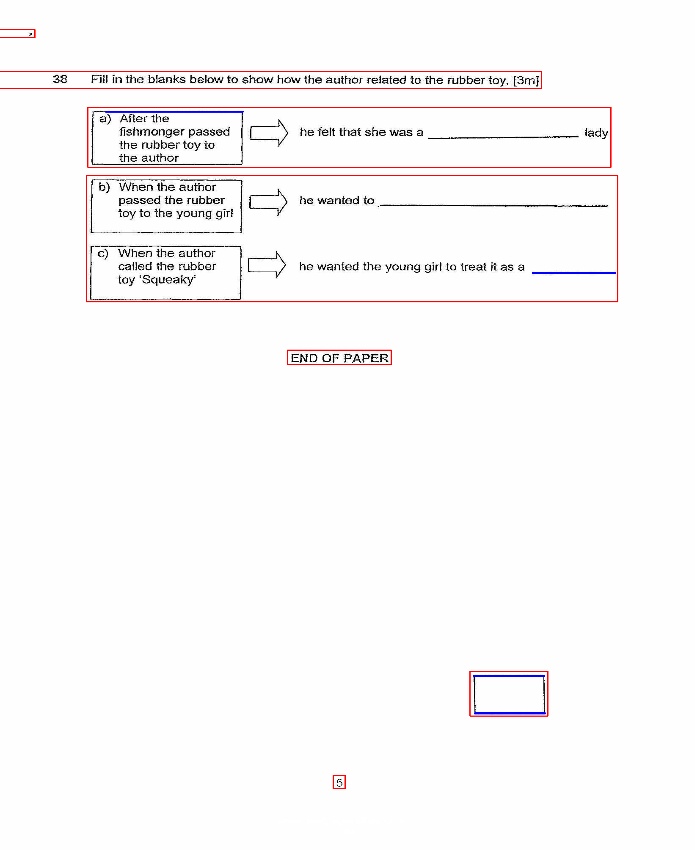 38 Fill in the blanks below to show how the author related to the rubber toy. [3m]
a) After the
fishmonger passed
the rubber toy to
the author
he felt that she was a ____ lady
b) When the author
passed the rubber
toy to the young girl
he wanted to ____
c) When the author
called the rubber
toy 'Squeaky'
he wanted the young girl to treat it as a ____
END OF PAPER
5